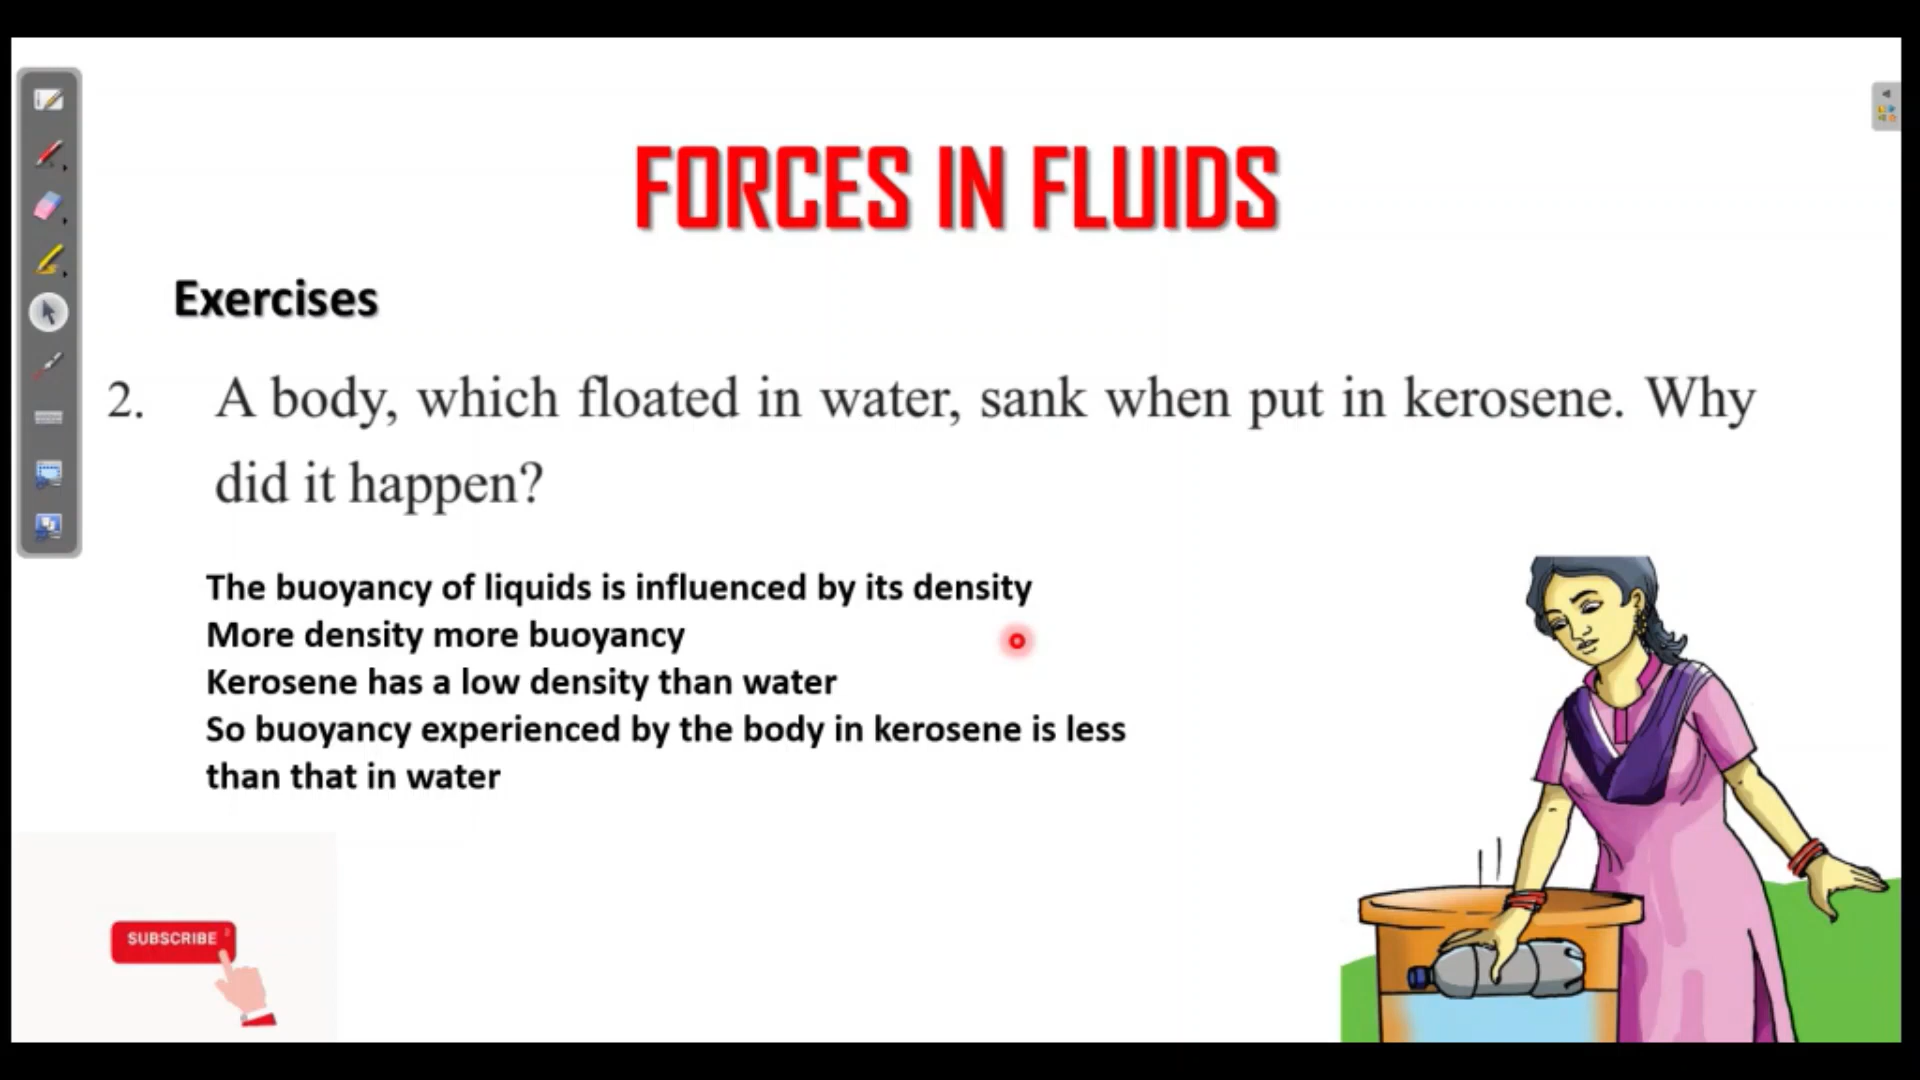 FORCES IN FLUIDS
Exercises
2. A body, which floated in water, sank when put in kerosene. Why
did it happen?
The buoyancy of liquids is influenced by its density
More density more buoyancy
Kerosene has a low density than water
So buoyancy experienced by the body in kerosene is less
than that in water
SUBSCRIBE